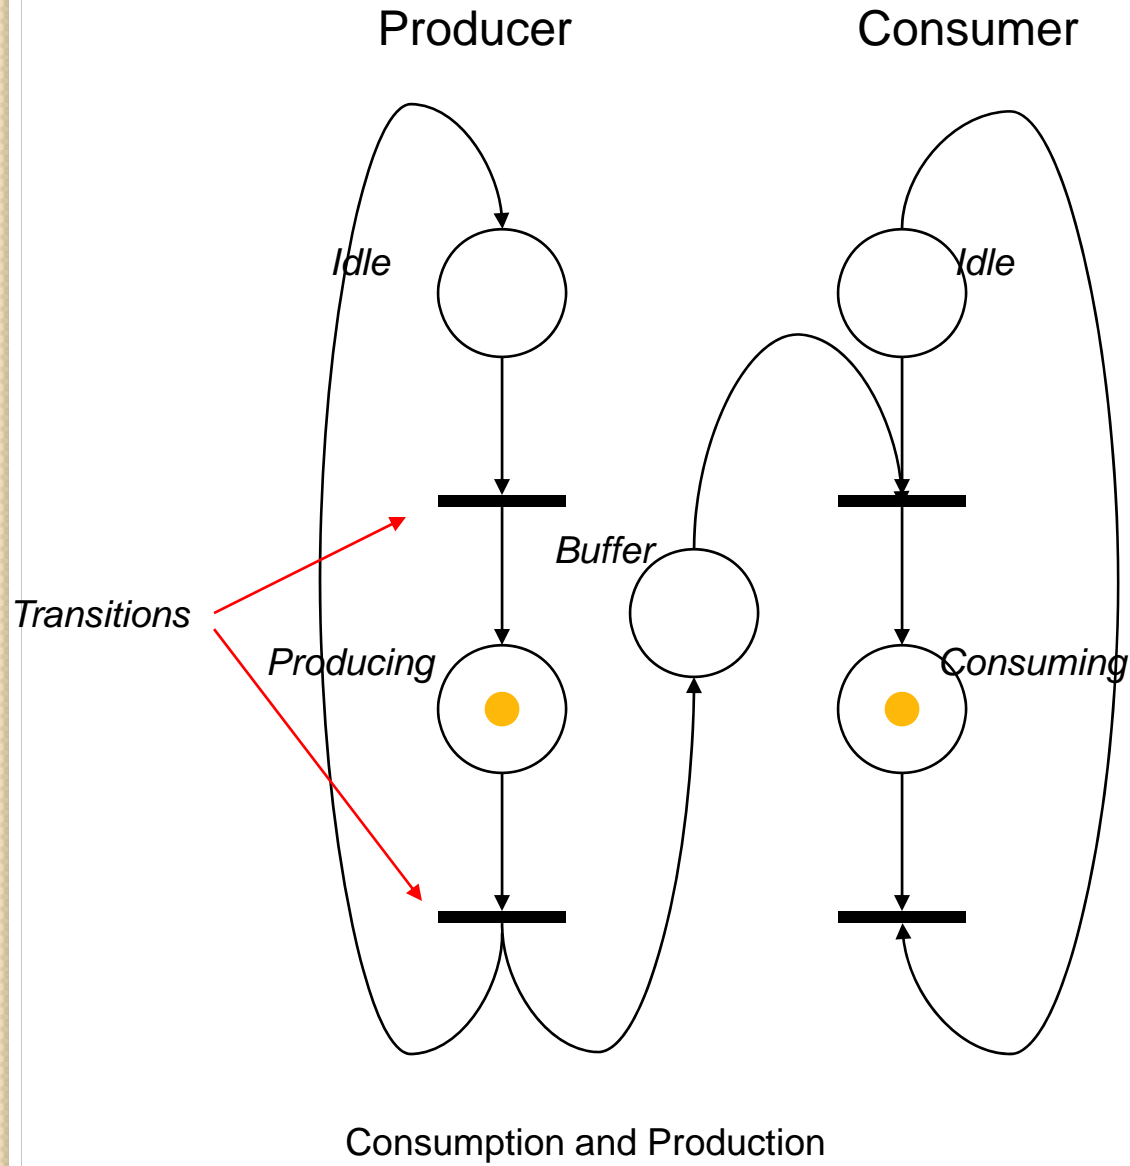 Producer
Consumer
Idle
Idle
Buffer
Transitions
Producing
Consuming
Consumption and Production